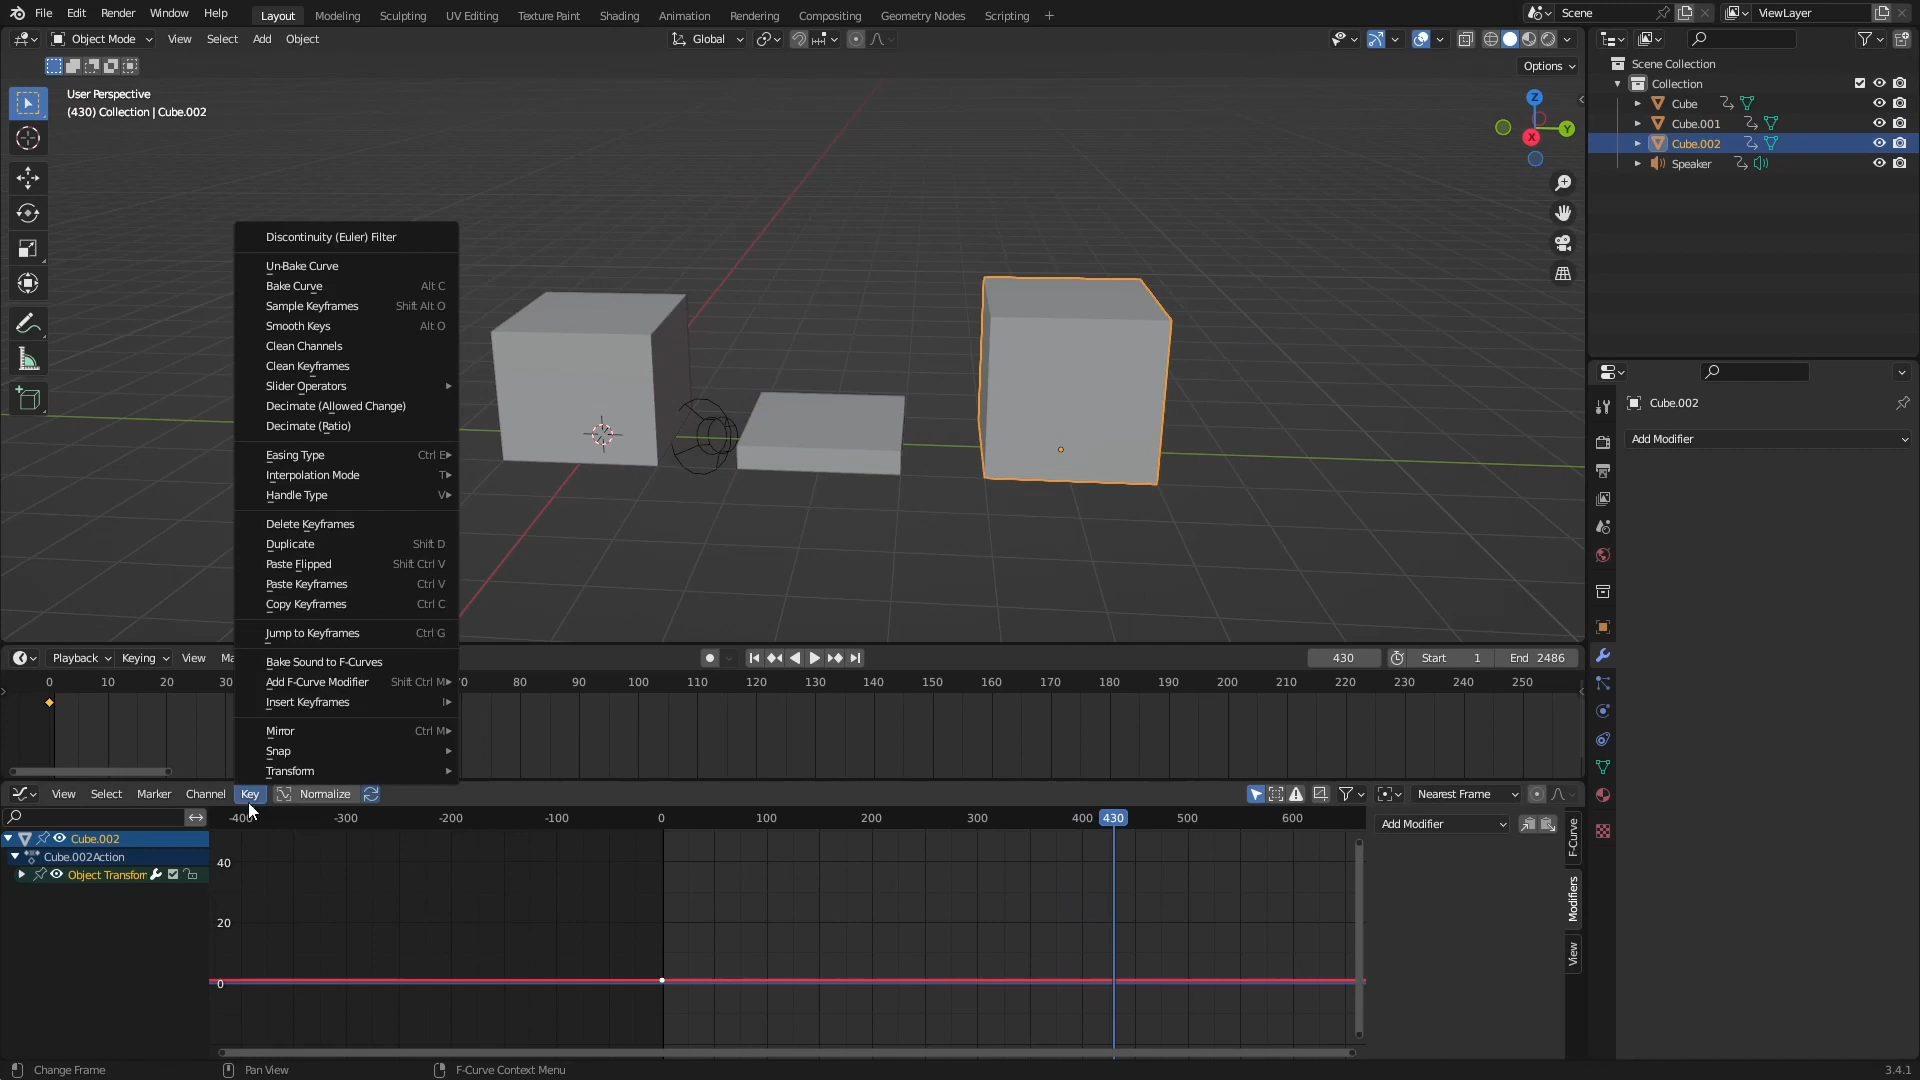 File Edit Render Window Help Layout Modeling Sculpting UV Editing Texture Paint Shading Animation Rendering Compositing Geometry Nodes Scripting + Scene ViewLayer
Object Mode View Select Add Object Global
Options
User Perspective
(430) Collection | Cube.002
Z
Y
X
Scene Collection
Collection
Cube
Cube.001
Cube.002
Speaker
Cube.002
Add Modifier
Discontinuity (Euler) Filter
Un-Bake Curve
Bake Curve Alt C
Sample Keyframes Shift Alt O
Smooth Keys Alt O
Clean Channels
Clean Keyframes
Slider Operators
Decimate (Allowed Change)
Decimate (Ratio)
Easing Type Ctrl E
Interpolation Mode T
Handle Type V
Delete Keyframes
Duplicate Shift D
Paste Flipped Shift Ctrl V
Paste Keyframes Ctrl V
Copy Keyframes Ctrl C
Jump to Keyframes Ctrl G
Bake Sound to F-Curves
Add F-Curve Modifier Shift Ctrl M
Insert Keyframes I
Mirror Ctrl M
Snap
Transform
Playback Keying View Ma 430 Start 1 End 2486
0 10 20 30 80 90 100 110 120 130 140 150 160 170 180 190 200 210 220 230 240 250
View Select Marker Channel Key Normalize Nearest Frame
-400 -300 -200 -100 0 100 200 300 400 430 500 600
Add Modifier
Cube.002
Cube.002Action
Object Transfor
40
20
0
F-Curve
Modifiers
View
Change Frame Pan View F-Curve Context Menu 3.4.1